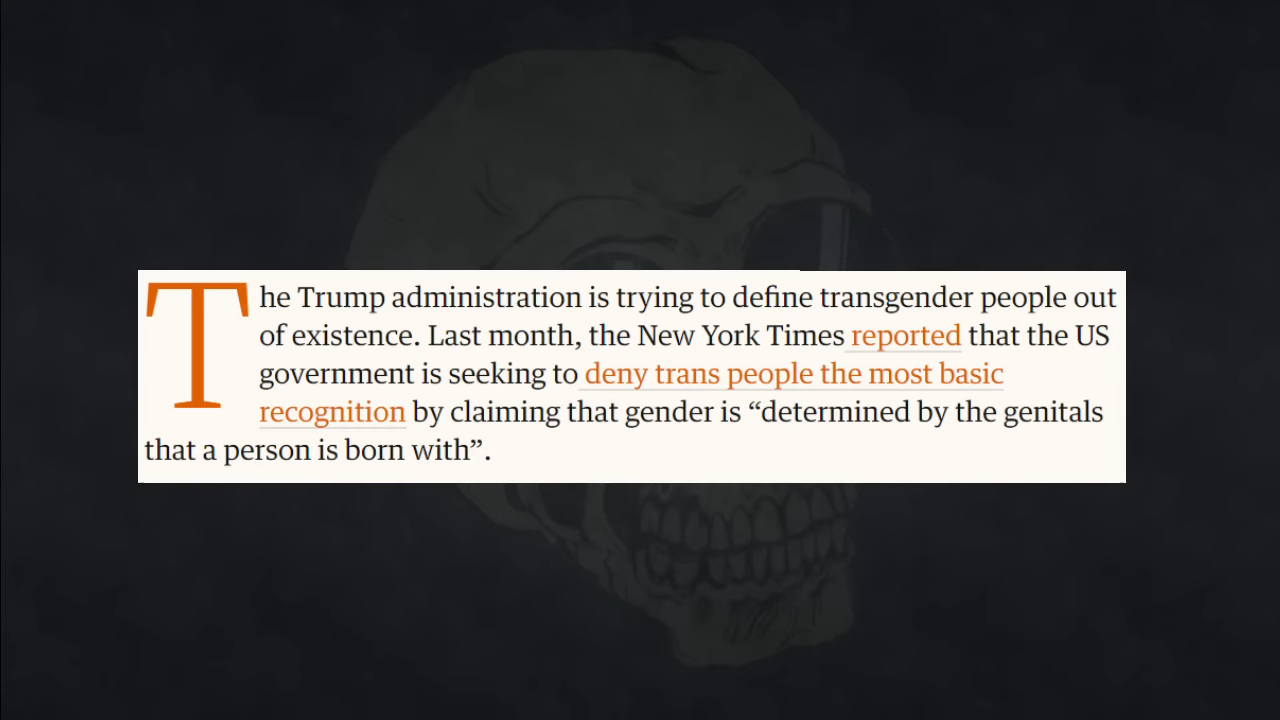 The Trump administration is trying to define transgender people out
of existence. Last month, the New York Times reported that the US
government is seeking to deny trans people the most basic
recognition by claiming that gender is “determined by the genitals
that a person is born with”.